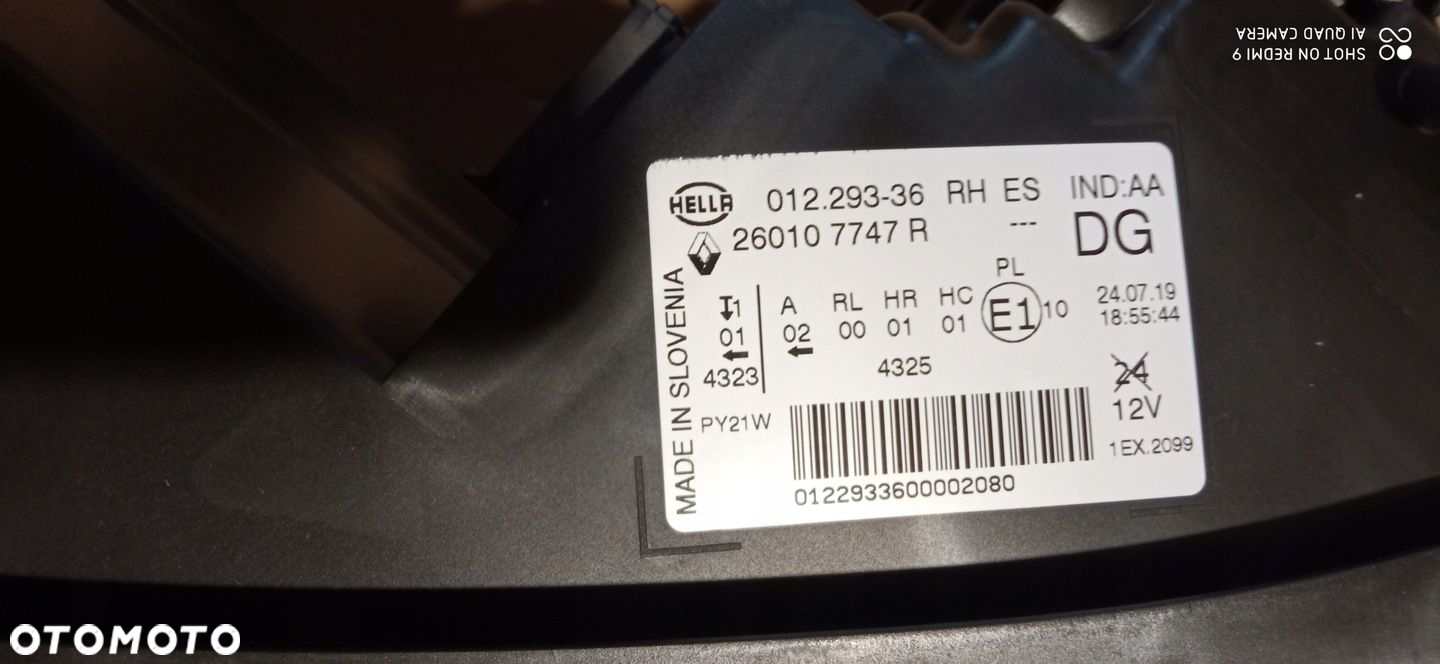 SHOT ON REDMI 9
AI QUAD CAMERA
HELLA 012.293-36 RH ES IND:AA
26010 7747 R --- DG
MADE IN SLOVENIA
PL
1 A RL HR HC E1 10 24.07.19
01 02 00 01 01 18:55:44
4323 4325
24
PY21W 12V
1EX.2099
0122933600002080
OTOMOTO